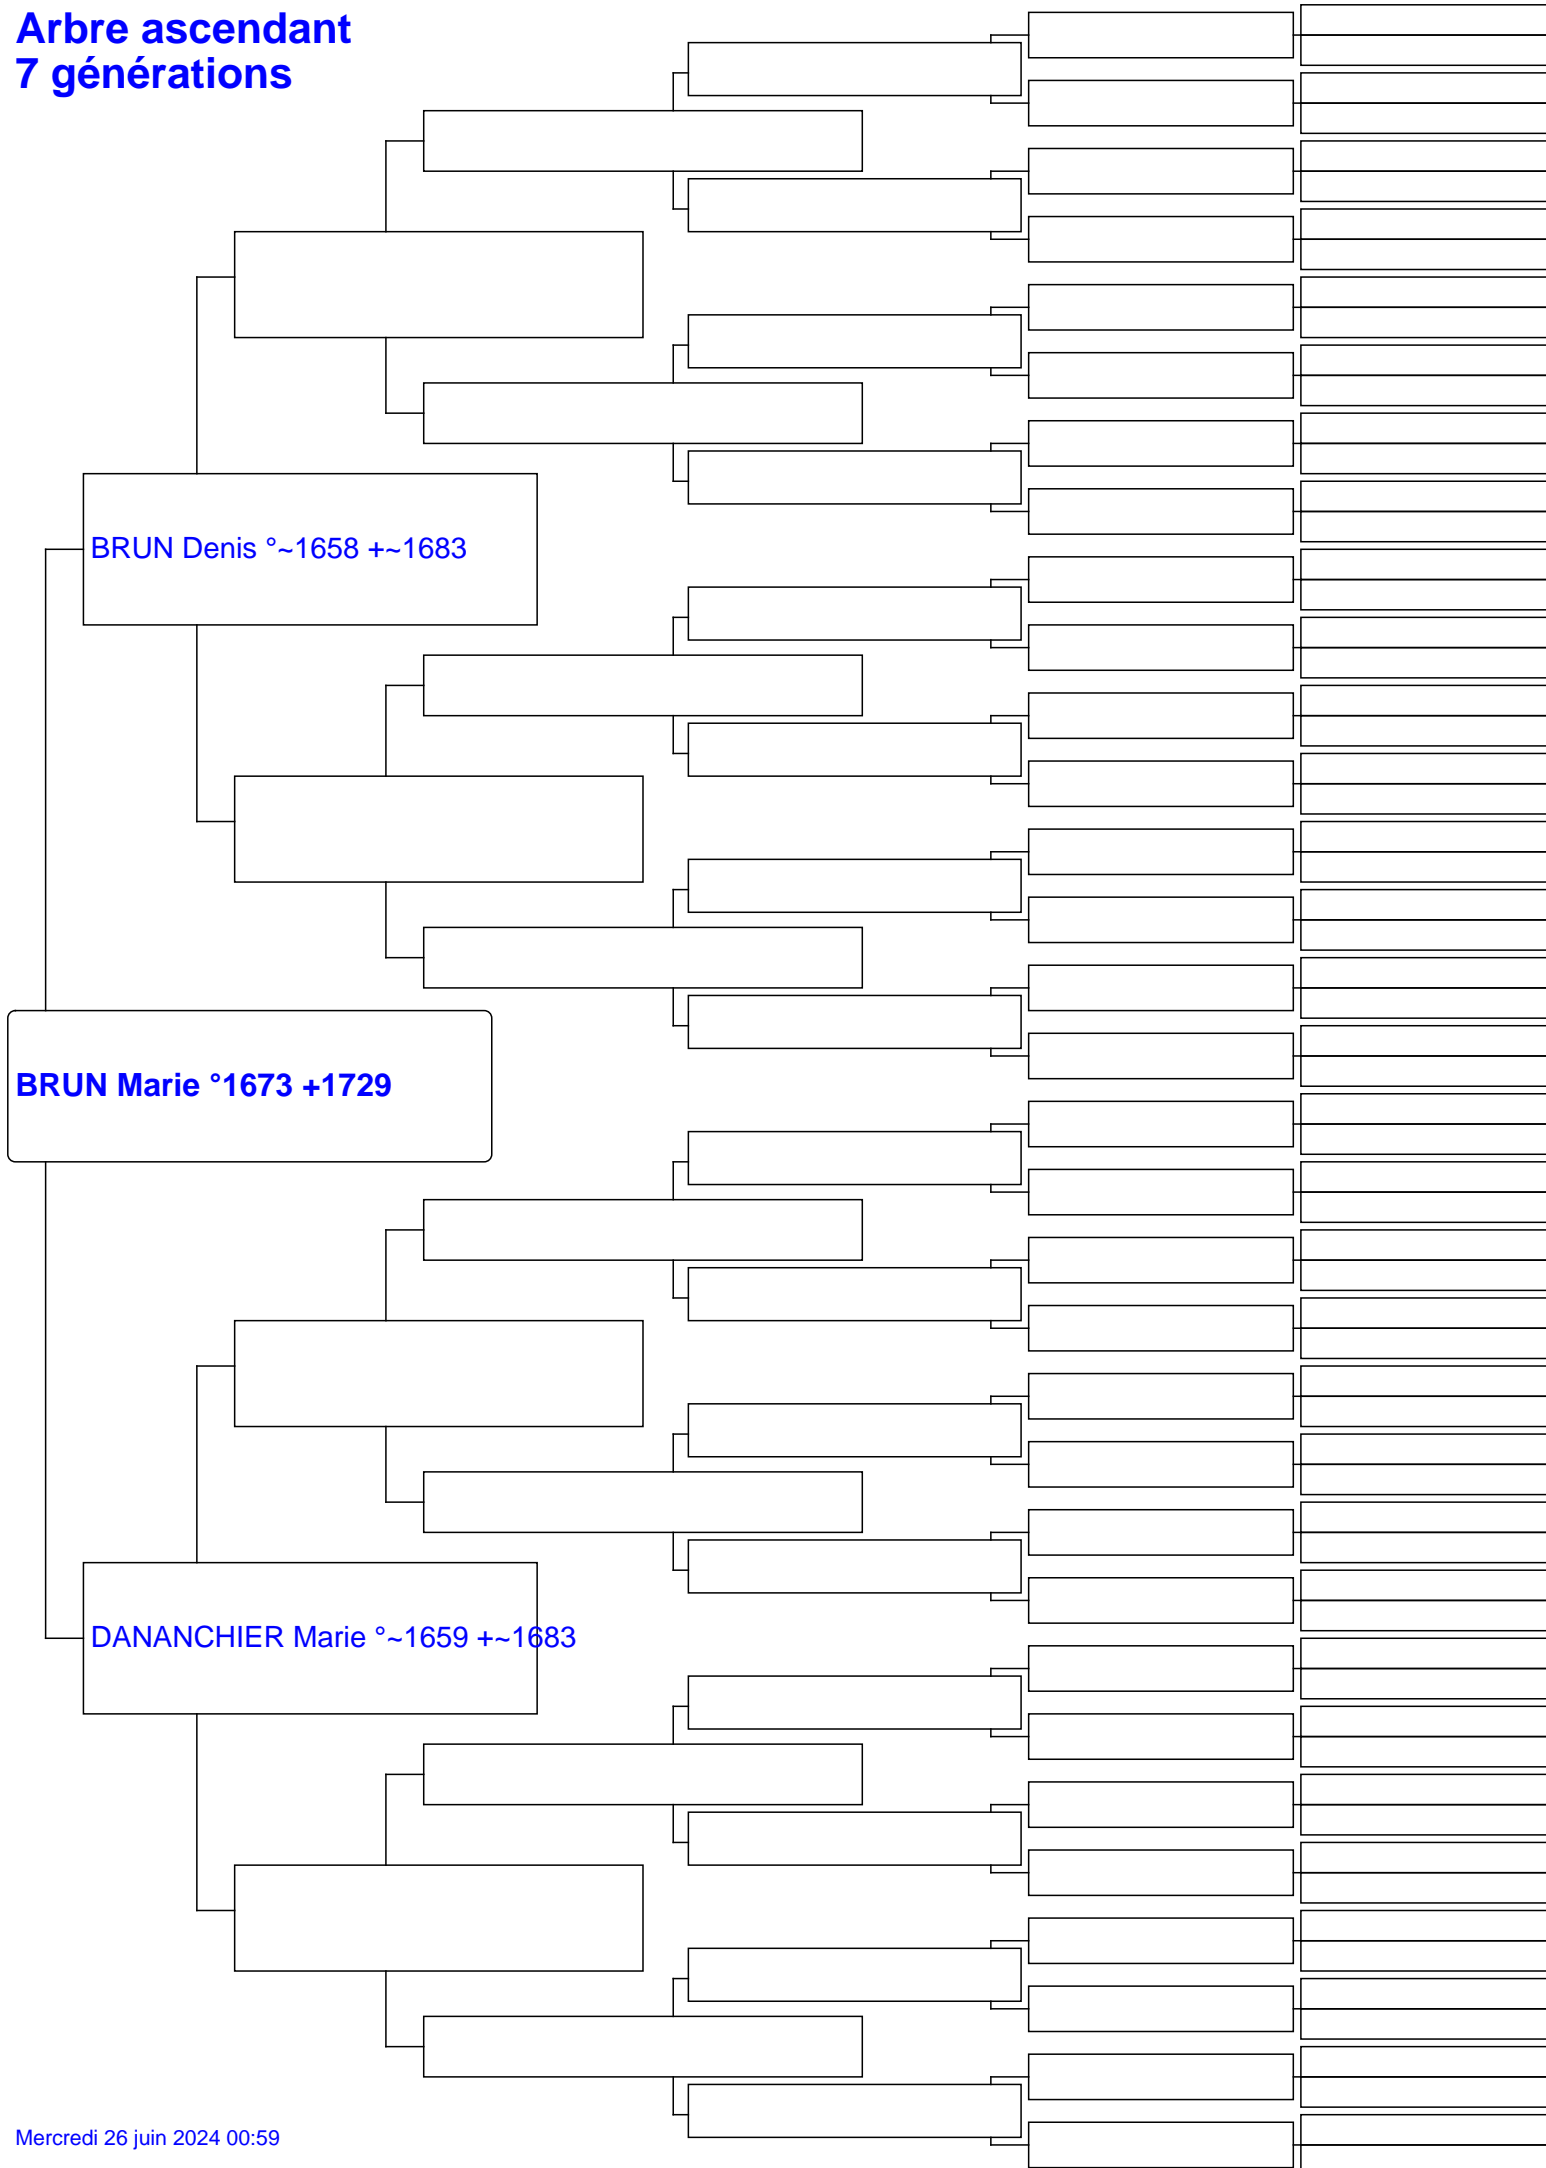 Arbre ascendant
7 générations
BRUN Denis °~1658 +~1683
BRUN Marie °1673 +1729
DANANCHIER Marie °~1659 +~1683
Mercredi 26 juin 2024 00:59